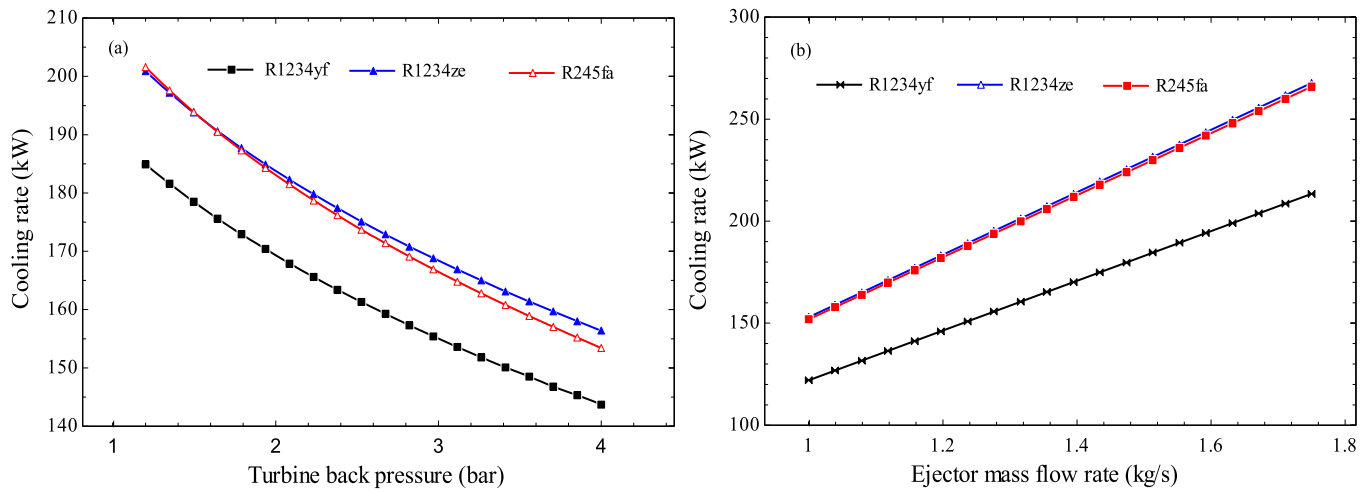 (a)
R1234yf R1234ze R245fa
210
200
190
180
170
160
150
140
Cooling rate (kW)
1 2 3 4
Turbine back pressure (bar)
(b)
R1234yf R1234ze R245fa
300
250
200
150
100
Cooling rate (kW)
1 1.2 1.4 1.6 1.8
Ejector mass flow rate (kg/s)